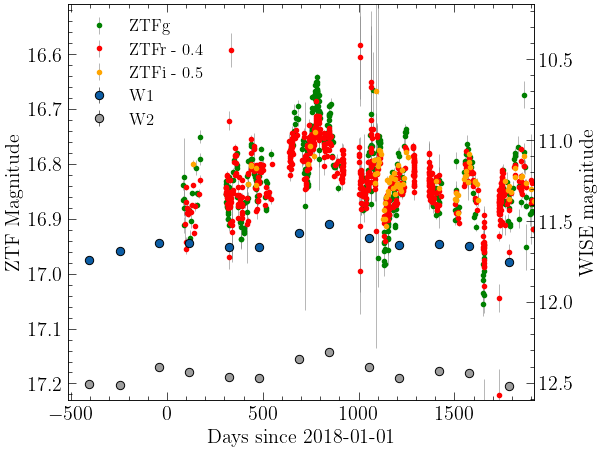 ZTFg
ZTFr - 0.4
ZTFi - 0.5
W1
W2
16.6
16.7
16.8
16.9
17.0
17.1
17.2
ZTF Magnitude
10.5
11.0
11.5
12.0
12.5
WISE magnitude
−500
0
500
1000
1500
Days since 2018-01-01